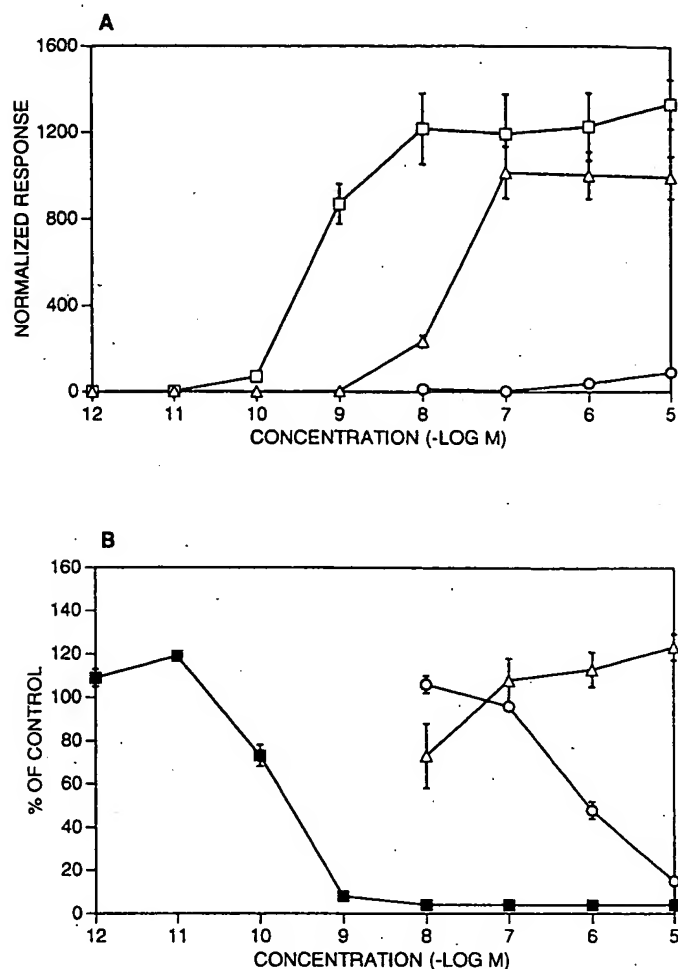 A
1600
1200
NORMALIZED RESPONSE
800
400
0
12 11 10 9 8 7 6 5
CONCENTRATION (-LOG M)
B
160
140
120
100
% OF CONTROL
80
60
40
20
0
12 11 10 9 8 7 6 5
CONCENTRATION (-LOG M)